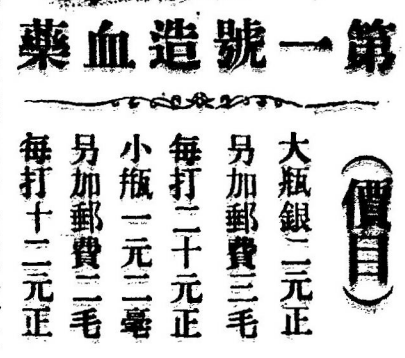 第一號造血藥
（價目）
大瓶銀二元正
另加郵費三毛
每打二十元正
小瓶一元二毫
另加郵費二毛
每打十二元正